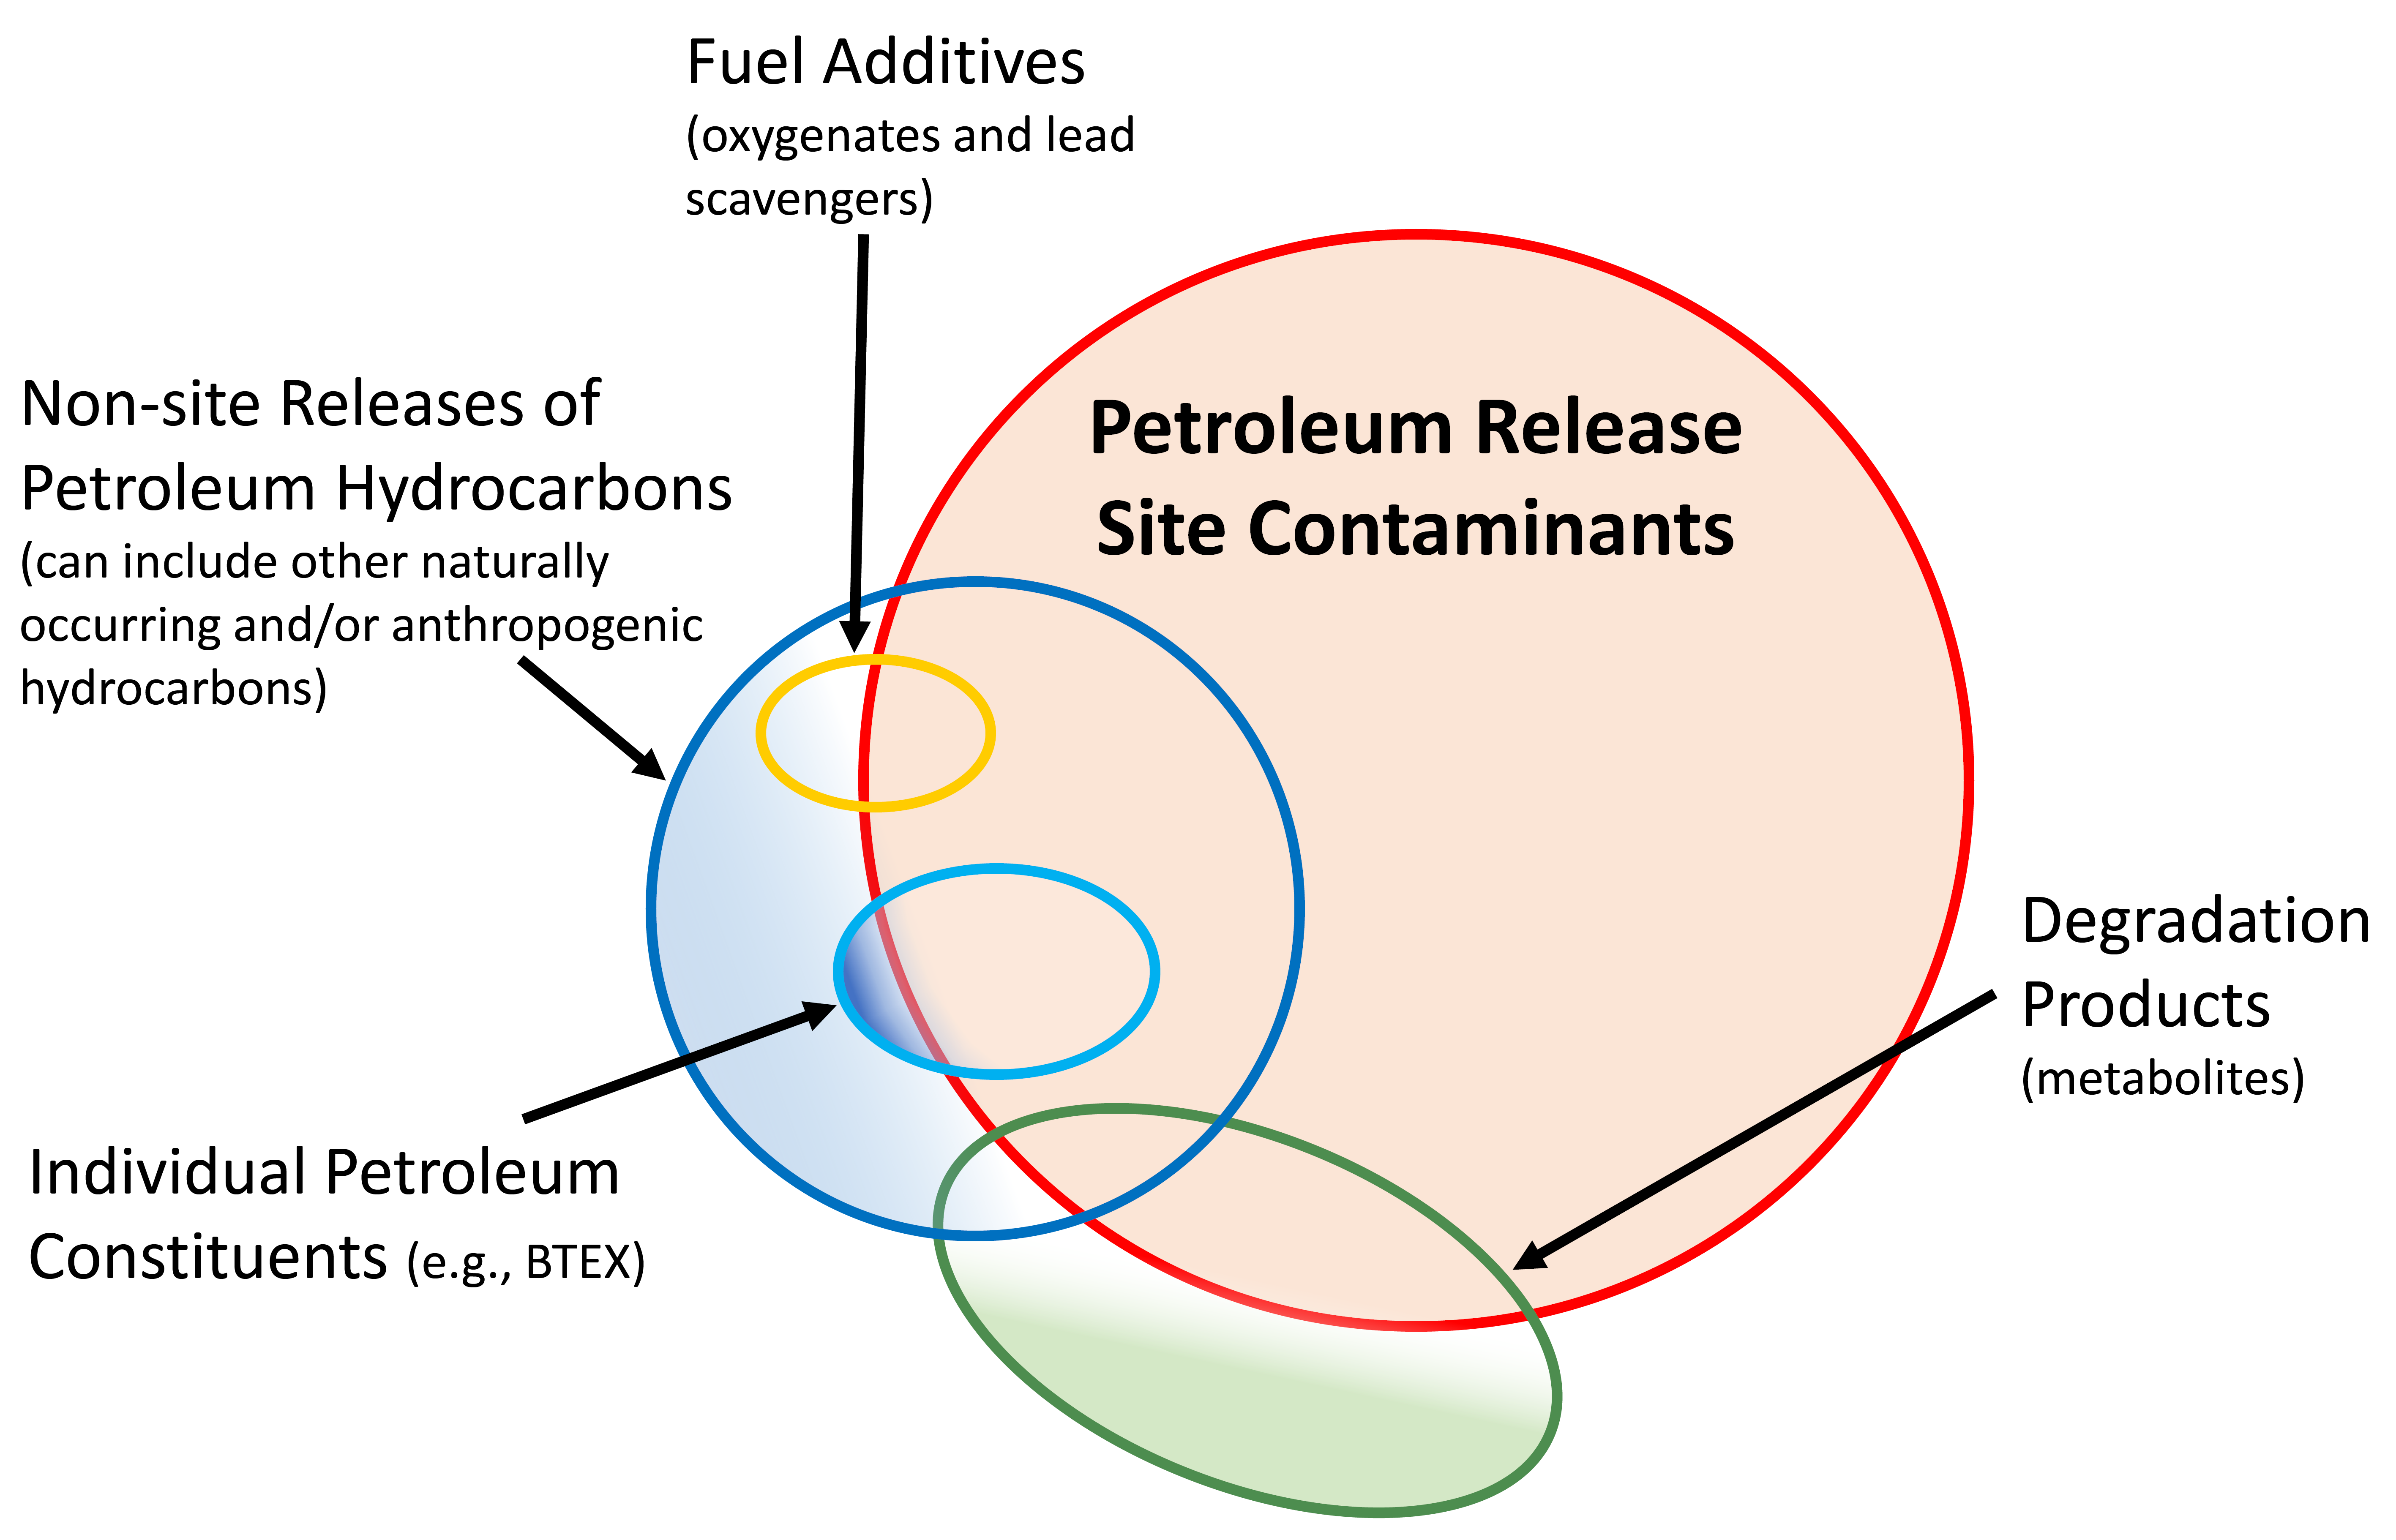 Fuel Additives
(oxygenates and lead
scavengers)
Non-site Releases of
Petroleum Hydrocarbons
(can include other naturally
occurring and/or anthropogenic
hydrocarbons)
Petroleum Release
Site Contaminants
Degradation
Products
(metabolites)
Individual Petroleum
Constituents (e.g., BTEX)